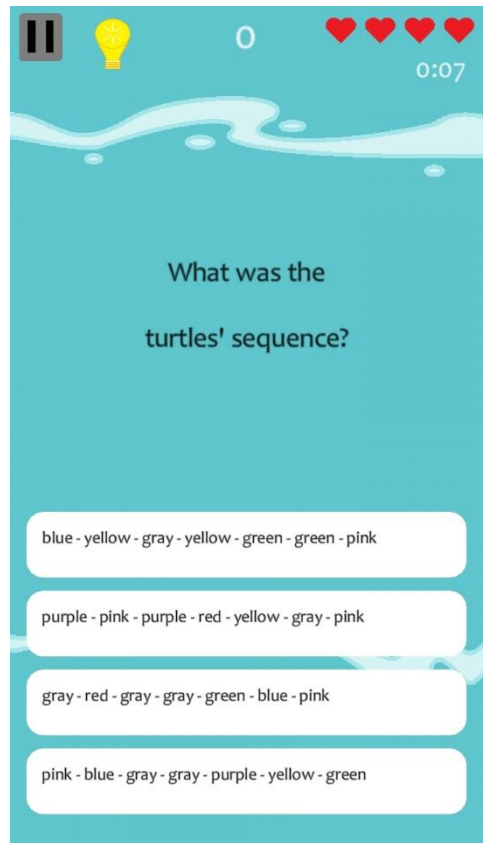 0
0:07
What was the
turtles' sequence?
blue - yellow - gray - yellow - green - green - pink
purple - pink - purple - red - yellow - gray - pink
gray - red - gray - gray - green - blue - pink
pink - blue - gray - gray - purple - yellow - green